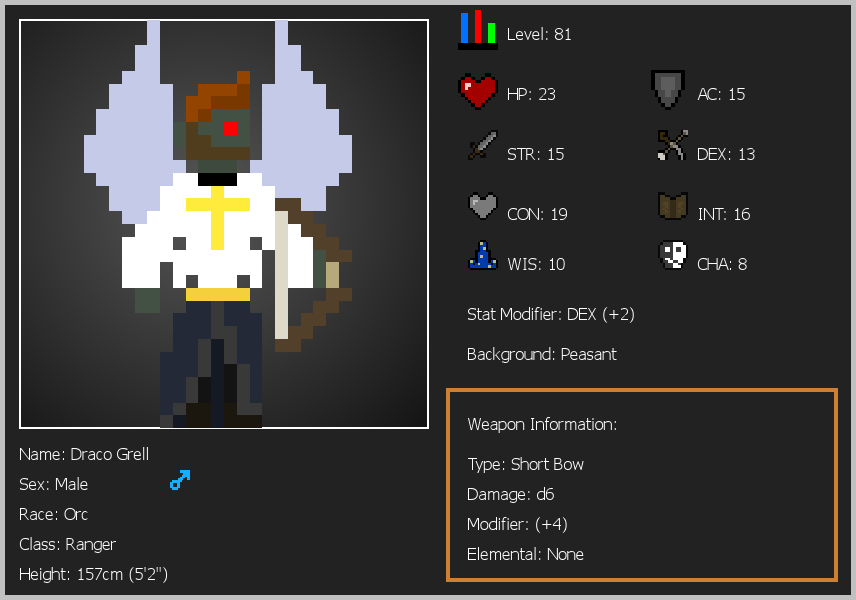 Level: 81
HP: 23
AC: 15
STR: 15
DEX: 13
CON: 19
INT: 16
WIS: 10
CHA: 8
Stat Modifier: DEX (+2)
Background: Peasant
Weapon Information:
Type: Short Bow
Damage: d6
Modifier: (+4)
Elemental: None
Name: Draco Grell
Sex: Male
Race: Orc
Class: Ranger
Height: 157cm (5'2")